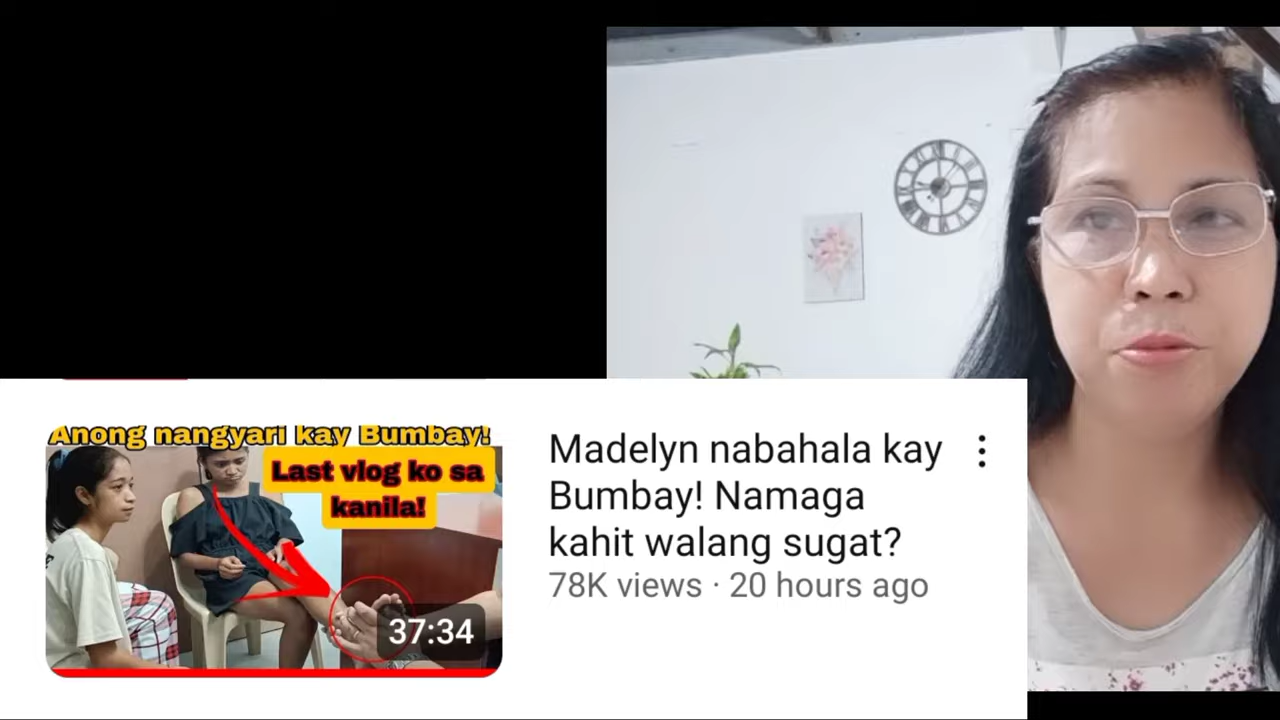 Anong nangyari kay Bumbay!
Last vlog ko sa
kanila!
37:34
Madelyn nabahala kay
Bumbay! Namaga
kahit walang sugat?
78K views · 20 hours ago